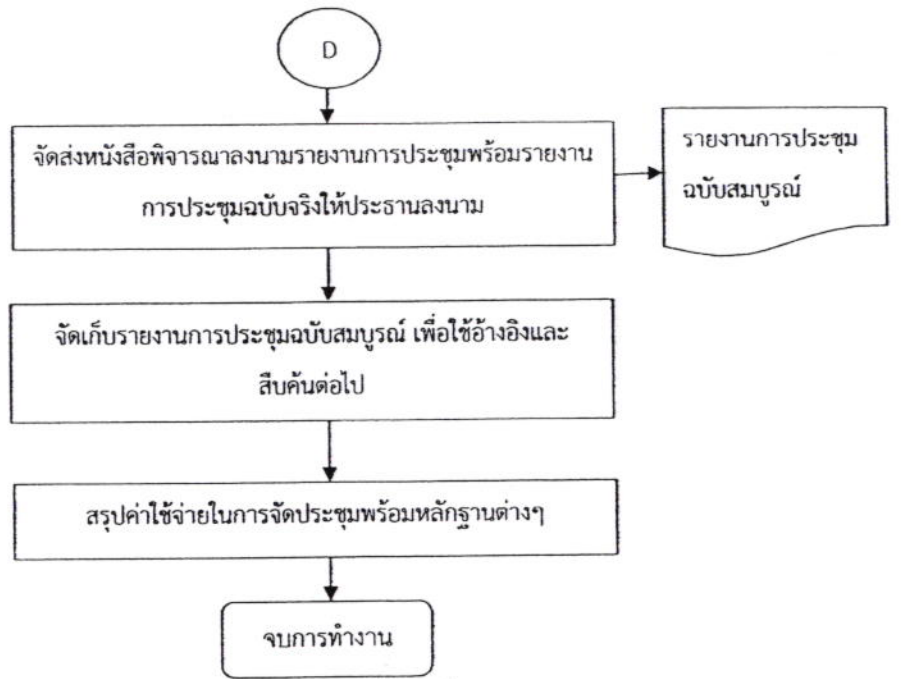 D
จัดส่งหนังสือพิจารณาลงนามรายงานการประชุมพร้อมรายงาน
การประชุมฉบับจริงให้ประธานลงนาม
รายงานการประชุม
ฉบับสมบูรณ์
จัดเก็บรายงานการประชุมฉบับสมบูรณ์ เพื่อใช้อ้างอิงและ
สืบค้นต่อไป
สรุปค่าใช้จ่ายในการจัดประชุมพร้อมหลักฐานต่างๆ
จบการทำงาน